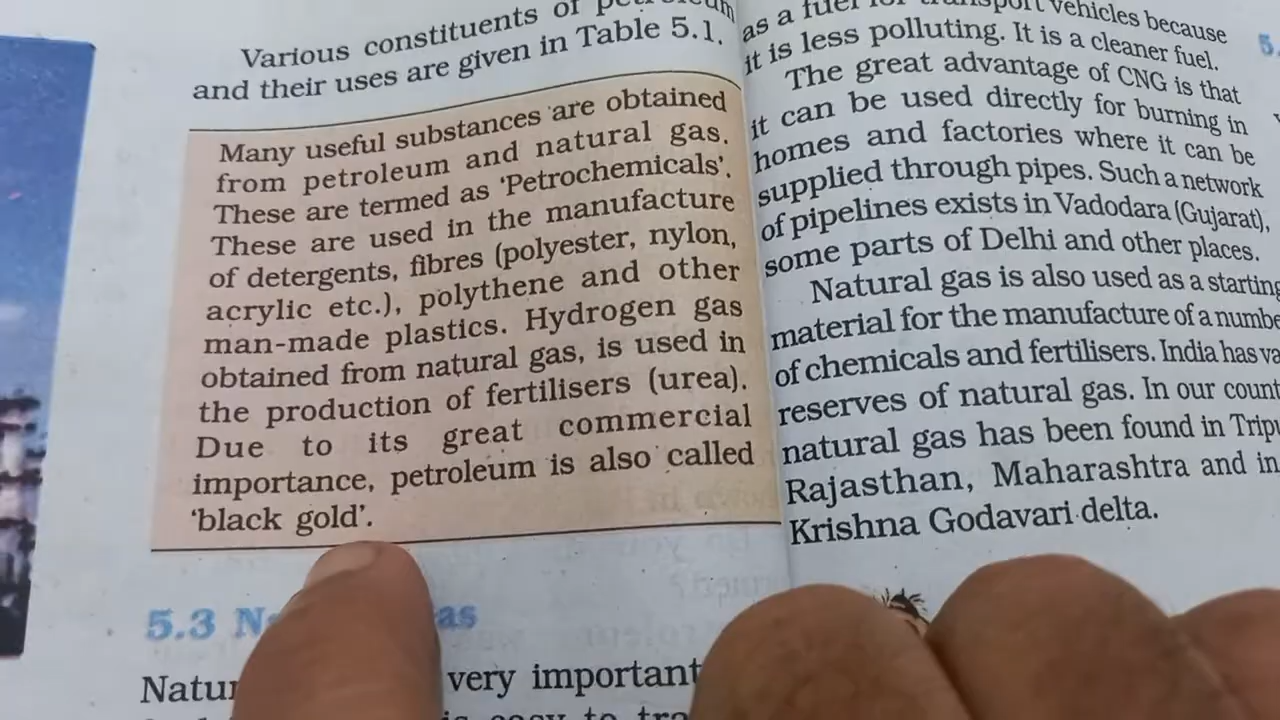 Various constituents of petroleum
and their uses are given in Table 5.1.
Many useful substances are obtained
from petroleum and natural gas.
These are termed as ‘Petrochemicals’.
These are used in the manufacture
of detergents, fibres (polyester, nylon,
acrylic etc.), polythene and other
man-made plastics. Hydrogen gas
obtained from natural gas, is used in
the production of fertilisers (urea).
Due to its great commercial
importance, petroleum is also called
‘black gold’.
5.3
very important
is easy to
as a fuel for transport vehicles because
it is less polluting. It is a cleaner fuel.
The great advantage of CNG is that
it can be used directly for burning in
homes and factories where it can be
supplied through pipes. Such a network
of pipelines exists in Vadodara (Gujarat),
some parts of Delhi and other places.
Natural gas is also used as a starting
material for the manufacture of a numbe
of chemicals and fertilisers. India has va
reserves of natural gas. In our count
natural gas has been found in Tripu
Rajasthan, Maharashtra and in
Krishna Godavari delta.